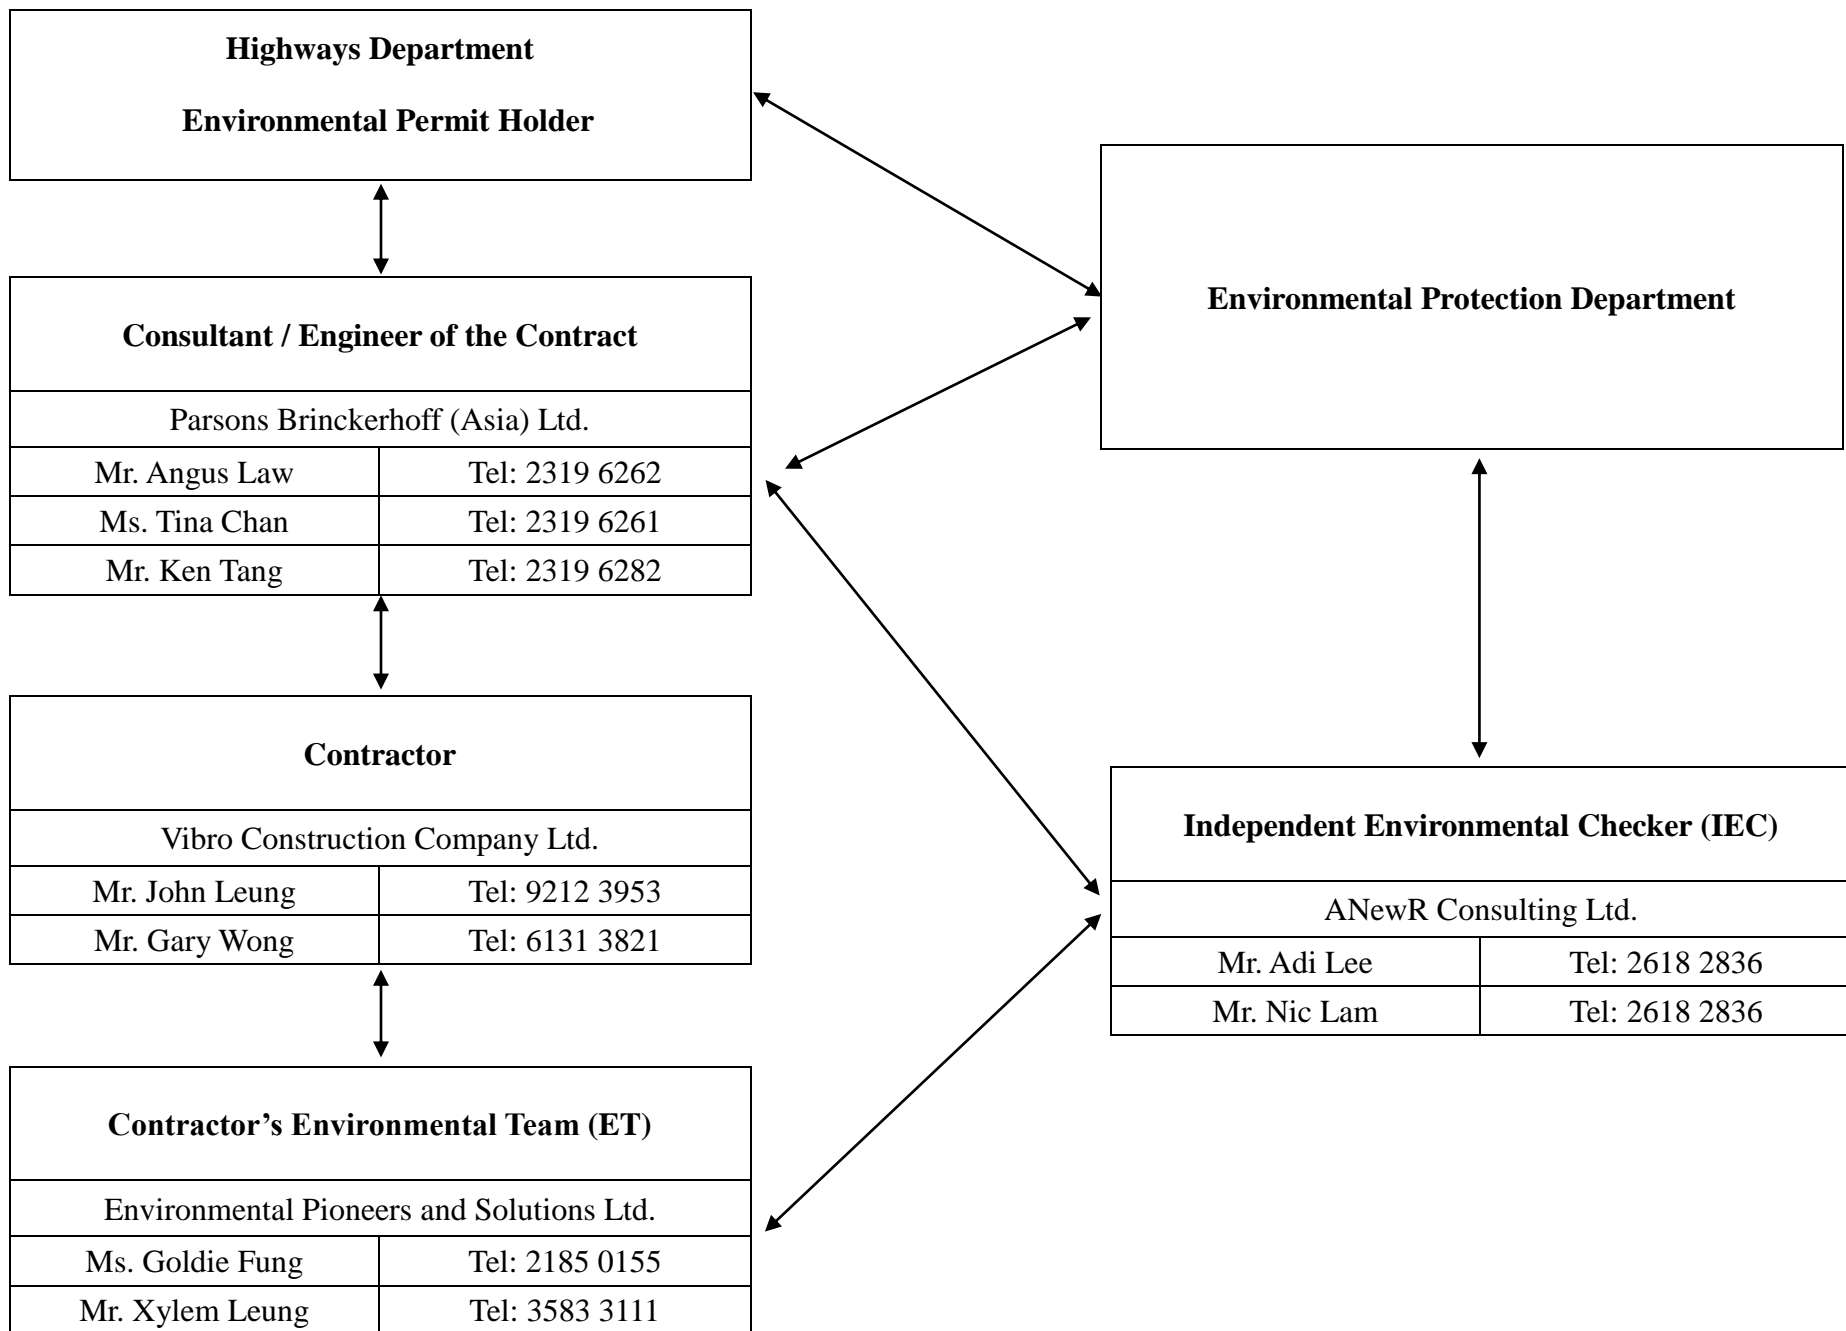 Highways Department
Environmental Permit Holder
Environmental Protection Department
Consultant / Engineer of the Contract
Parsons Brinckerhoff (Asia) Ltd.
Mr. Angus Law Tel: 2319 6262
Ms. Tina Chan Tel: 2319 6261
Mr. Ken Tang Tel: 2319 6282
Contractor
Vibro Construction Company Ltd.
Mr. John Leung Tel: 9212 3953
Mr. Gary Wong Tel: 6131 3821
Independent Environmental Checker (IEC)
ANewR Consulting Ltd.
Mr. Adi Lee Tel: 2618 2836
Mr. Nic Lam Tel: 2618 2836
Contractor’s Environmental Team (ET)
Environmental Pioneers and Solutions Ltd.
Ms. Goldie Fung Tel: 2185 0155
Mr. Xylem Leung Tel: 3583 3111